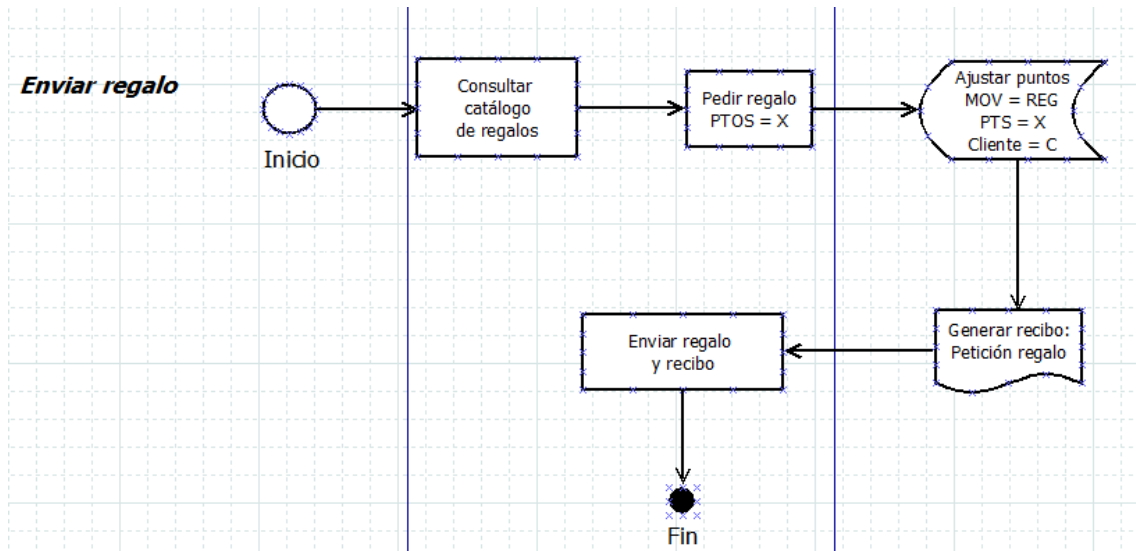 Enviar regalo
Inicio
Consultar
catálogo
de regalos
Pedir regalo
PTOS = X
Ajustar puntos
MOV = REG
PTS = X
Cliente = C
Generar recibo:
Petición regalo
Enviar regalo
y recibo
Fin